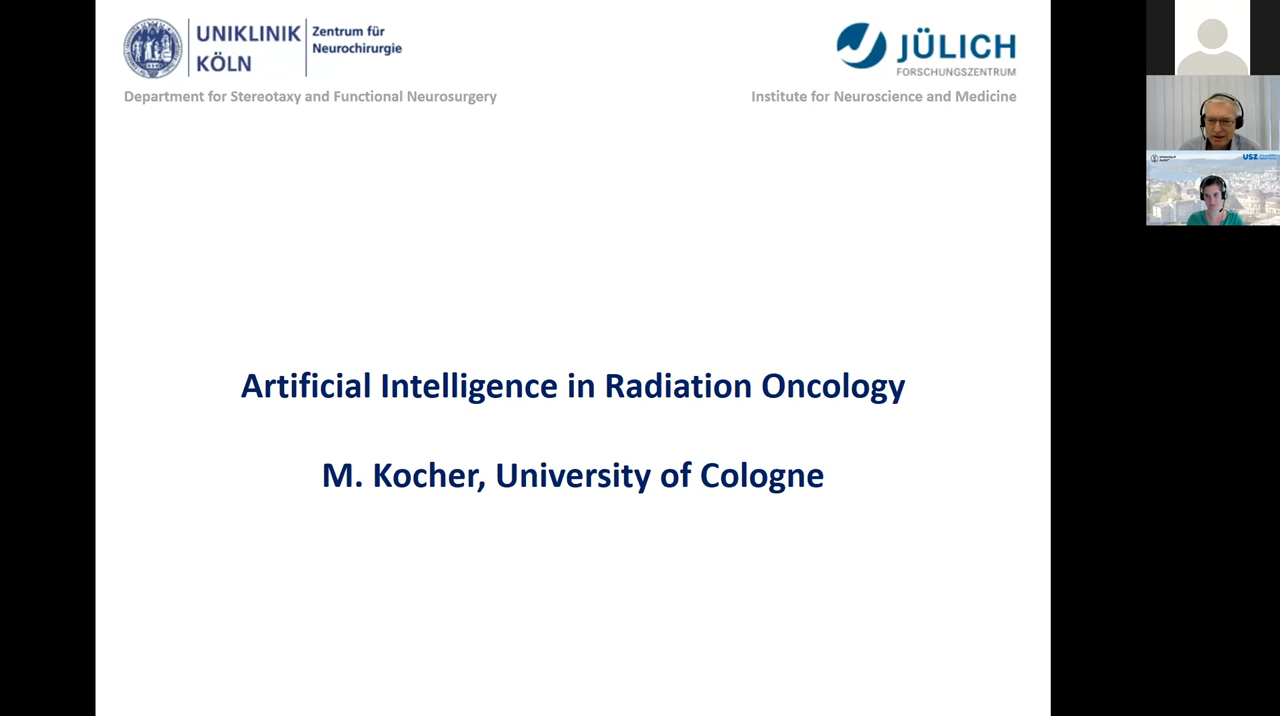 UNIKLINIK
KÖLN
Zentrum für
Neurochirurgie
JÜLICH
FORSCHUNGSZENTRUM
Department for Stereotaxy and Functional Neurosurgery
Institute for Neuroscience and Medicine
USZ
Artificial Intelligence in Radiation Oncology
M. Kocher, University of Cologne